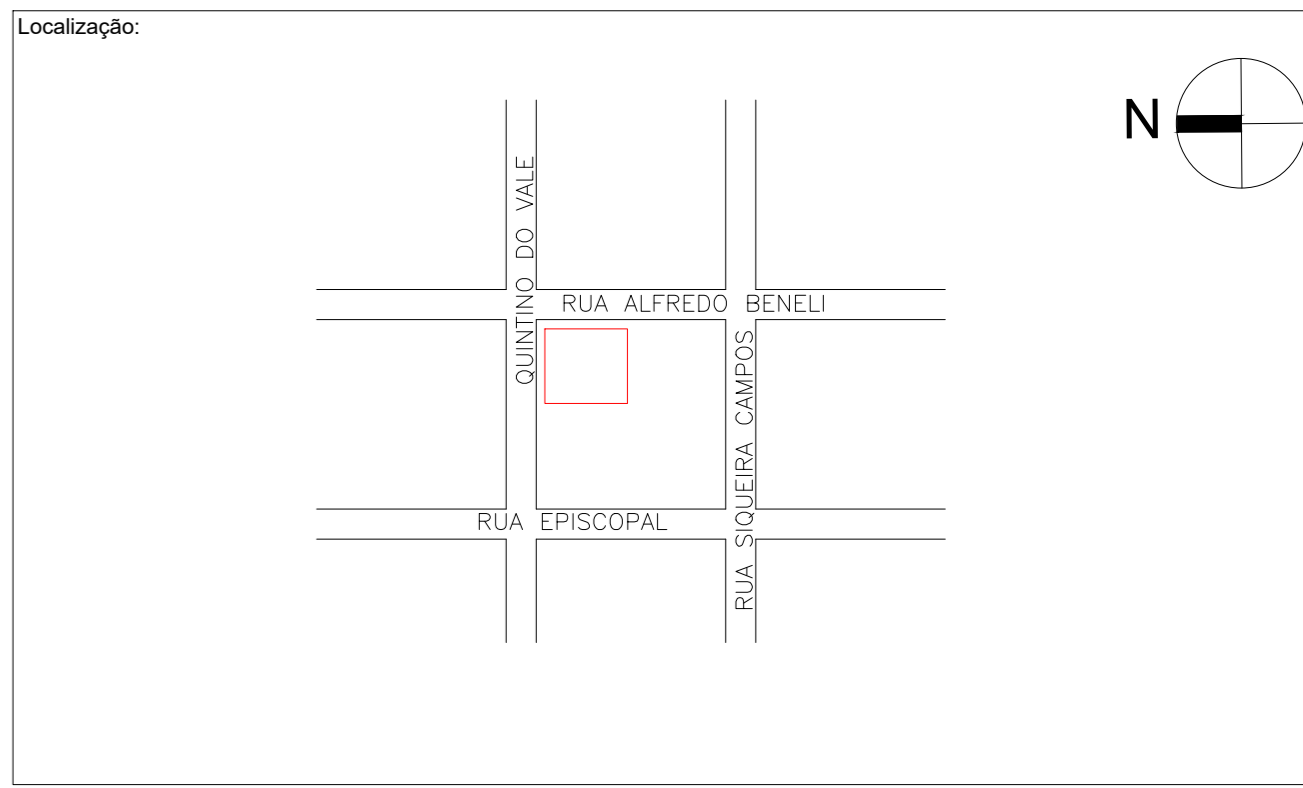 Localização:
N
QUINTINO DO VALE
RUA ALFREDO BENELI
RUA SIQUEIRA CAMPOS
RUA EPISCOPAL